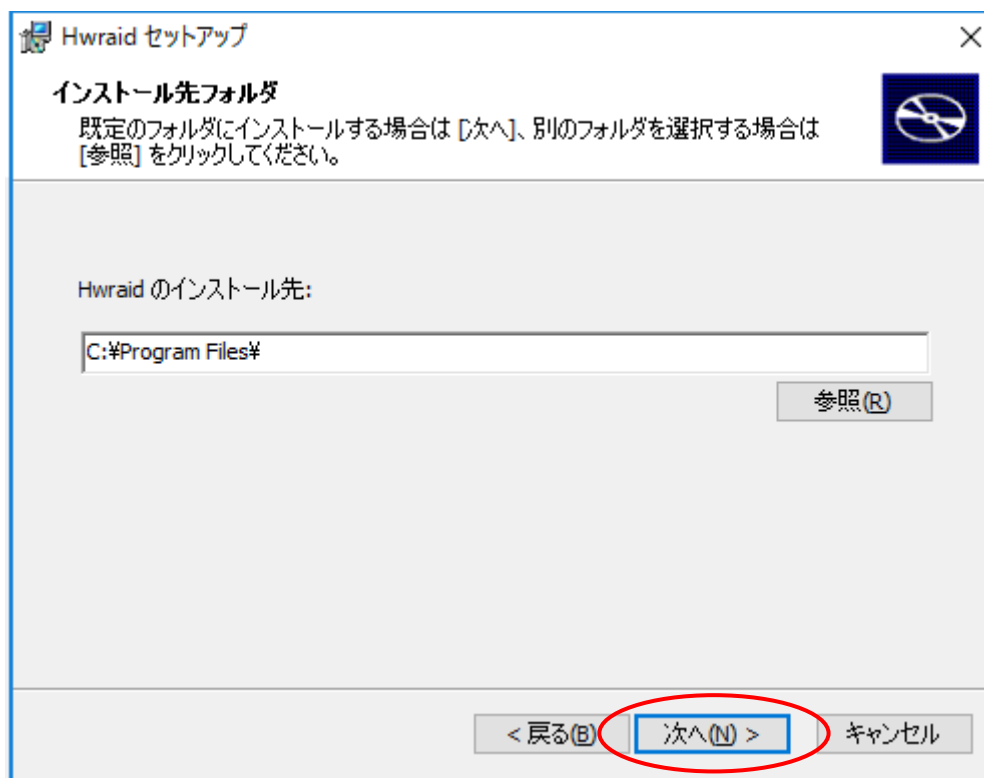 Hwraid セットアップ
インストール先フォルダ
既定のフォルダにインストールする場合は [次へ]、別のフォルダを選択する場合は
[参照] をクリックしてください。
Hwraid のインストール先:
C:¥Program Files¥
参照(R)
< 戻る(B)
次へ(N) >
キャンセル